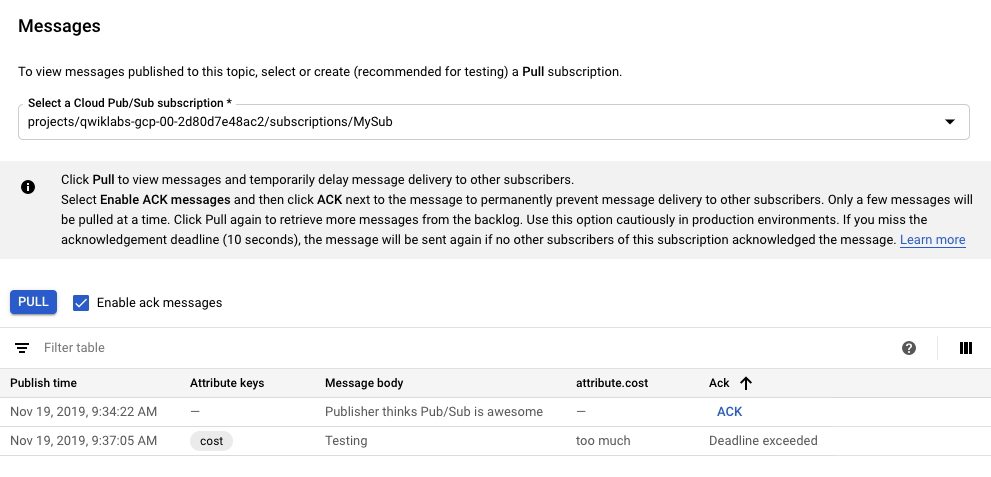 Messages
To view messages published to this topic, select or create (recommended for testing) a Pull subscription.
Select a Cloud Pub/Sub subscription *
projects/qwiklabs-gcp-00-2d80d7e48ac2/subscriptions/MySub
Click Pull to view messages and temporarily delay message delivery to other subscribers.
Select Enable ACK messages and then click ACK next to the message to permanently prevent message delivery to other subscribers. Only a few messages will
be pulled at a time. Click Pull again to retrieve more messages from the backlog. Use this option cautiously in production environments. If you miss the
acknowledgement deadline (10 seconds), the message will be sent again if no other subscribers of this subscription acknowledged the message. Learn more
PULL Enable ack messages
Filter table
Publish time Attribute keys Message body attribute.cost Ack
Nov 19, 2019, 9:34:22 AM — Publisher thinks Pub/Sub is awesome — ACK
Nov 19, 2019, 9:37:05 AM cost Testing too much Deadline exceeded